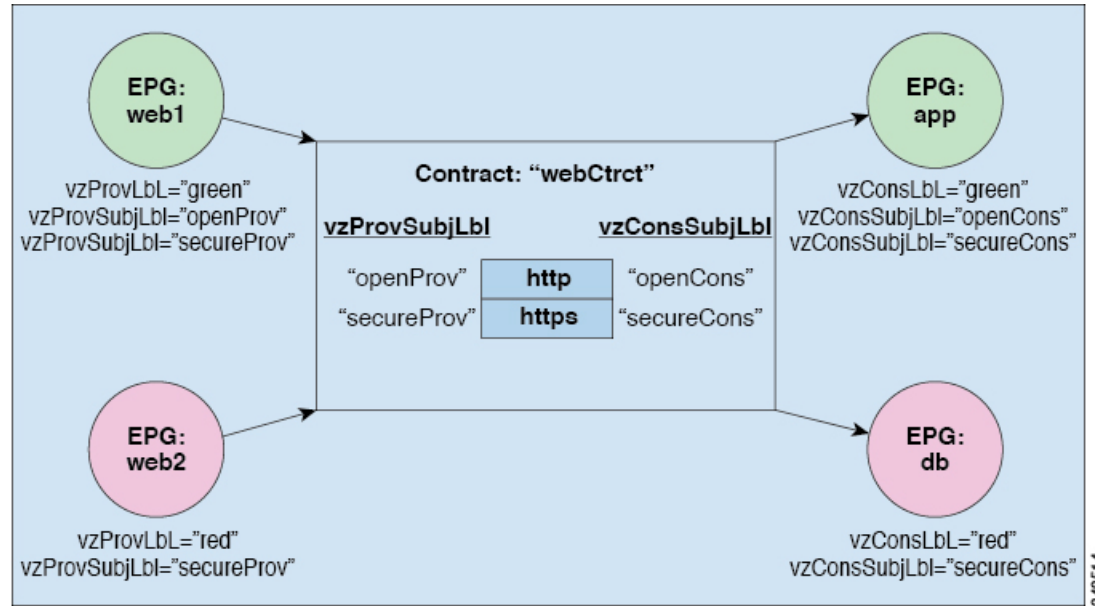 EPG:
web1
vzProvLbL="green"
vzProvSubjLbl="openProv"
vzProvSubjLbl="secureProv"
EPG:
app
vzConsLbL="green"
vzConsSubjLbl="openCons"
vzConsSubjLbl="secureCons"
Contract: “webCtrct”
vzProvSubjLbl vzConsSubjLbl
“openProv” http “openCons”
“secureProv” https “secureCons”
EPG:
web2
vzProvLbL="red"
vzProvSubjLbl="secureProv"
EPG:
db
vzConsLbL="red"
vzConsSubjLbl="secureCons"